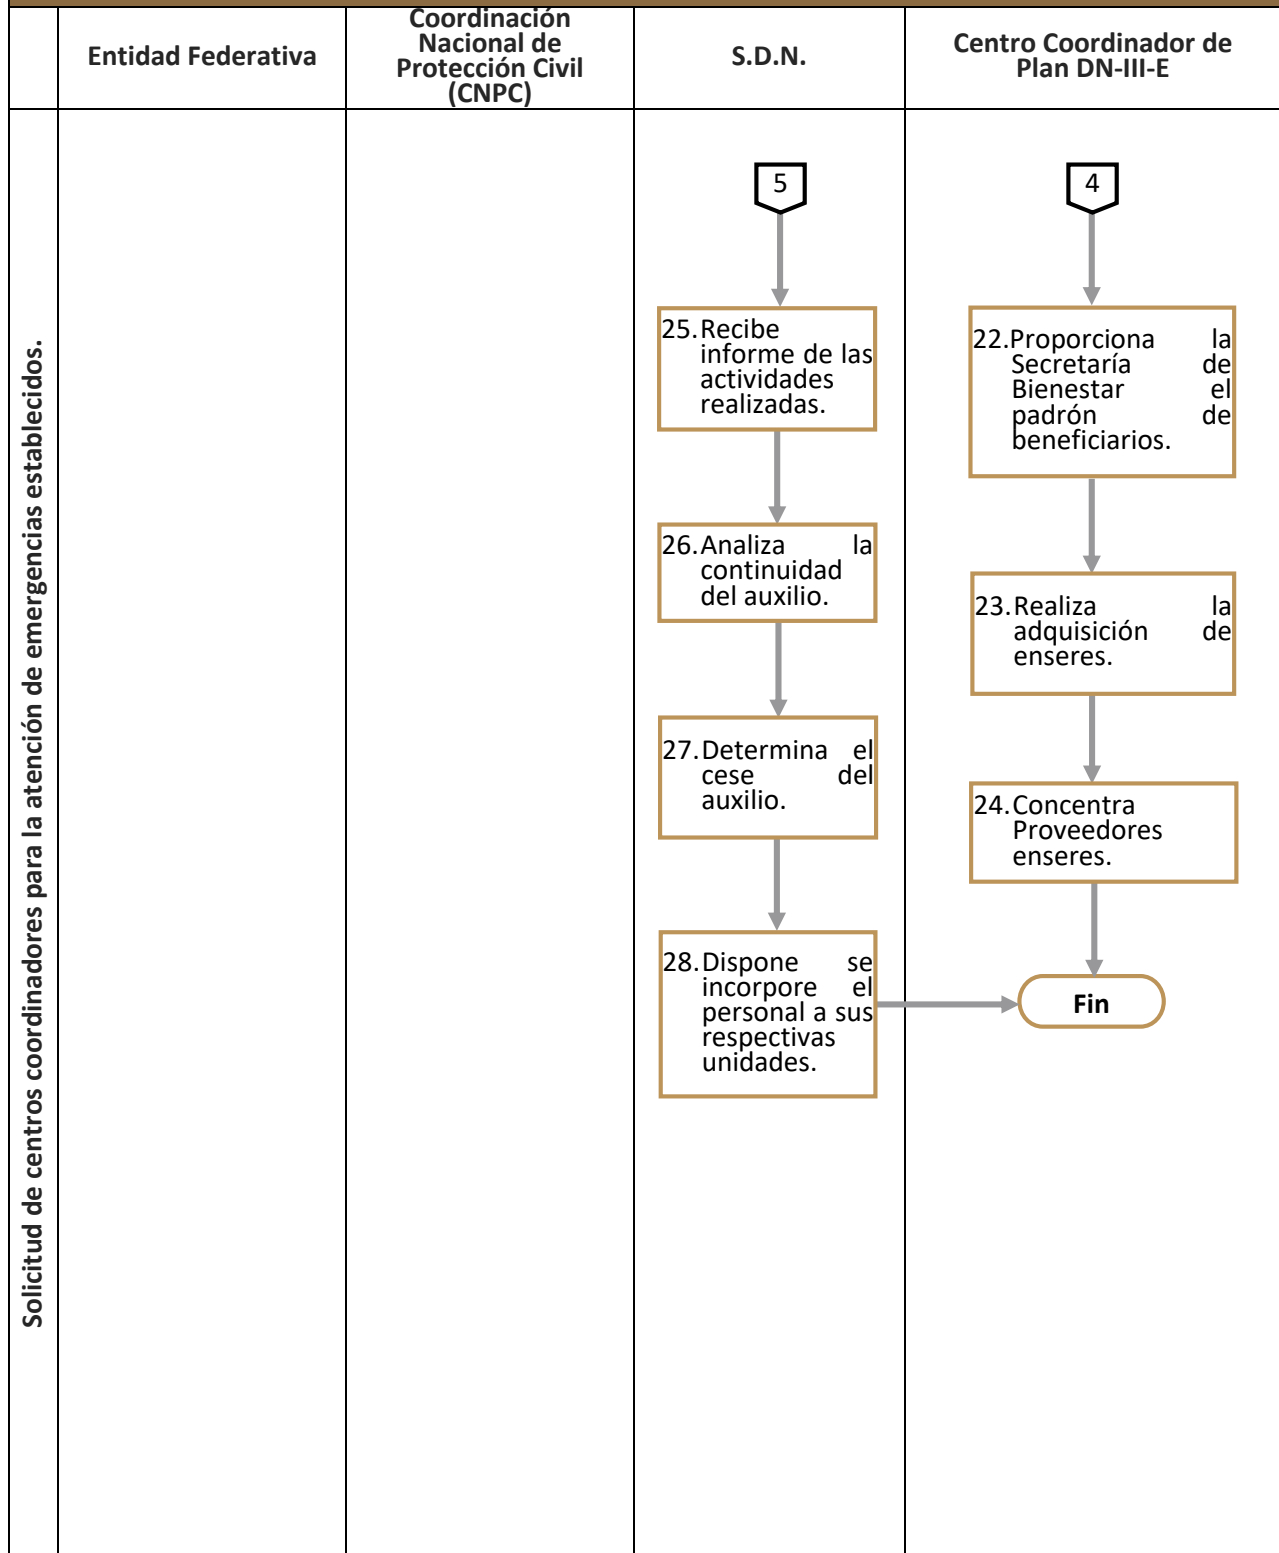 Entidad Federativa
Coordinación
Nacional de
Protección Civil
(CNPC)
S.D.N.
Centro Coordinador de
Plan DN-III-E
Solicitud de centros coordinadores para la atención de emergencias establecidos.
5
25.Recibe
informe de las
actividades
realizadas.
26.Analiza la
continuidad
del auxilio.
27.Determina el
cese del
auxilio.
28.Dispone se
incorpore el
personal a sus
respectivas
unidades.
4
22.Proporciona la
Secretaría de
Bienestar el
padrón de
beneficiarios.
23.Realiza la
adquisición de
enseres.
24.Concentra
Proveedores
enseres.
Fin